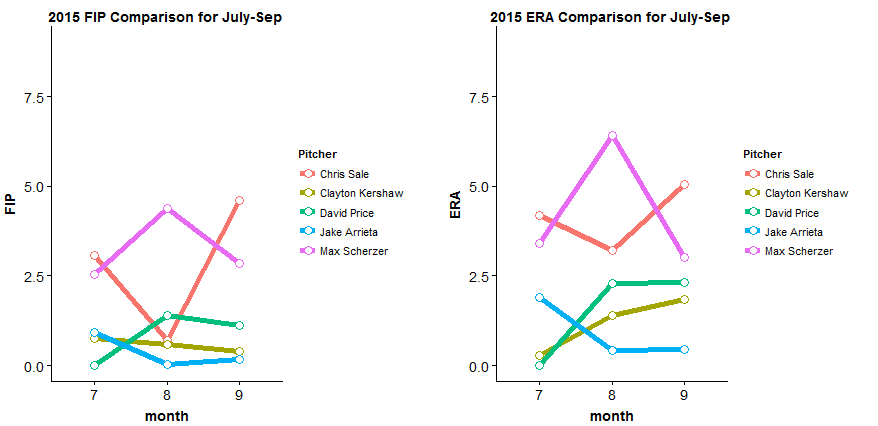 2015 FIP Comparison for July-Sep
FIP
7.5
5.0
2.5
0.0
7 8 9
month
Pitcher
Chris Sale
Clayton Kershaw
David Price
Jake Arrieta
Max Scherzer
2015 ERA Comparison for July-Sep
ERA
7.5
5.0
2.5
0.0
7 8 9
month
Pitcher
Chris Sale
Clayton Kershaw
David Price
Jake Arrieta
Max Scherzer